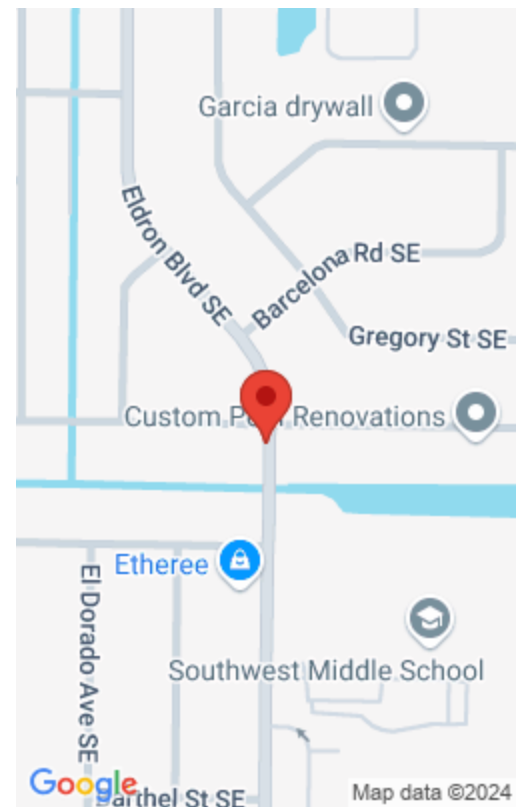 Garcia drywall
Eldron Blvd SE
Barcelona Rd SE
Gregory St SE
Custom Renovations
Etheree
El Dorado Ave SE
Southwest Middle School
Google
arthel St SE
Map data ©2024